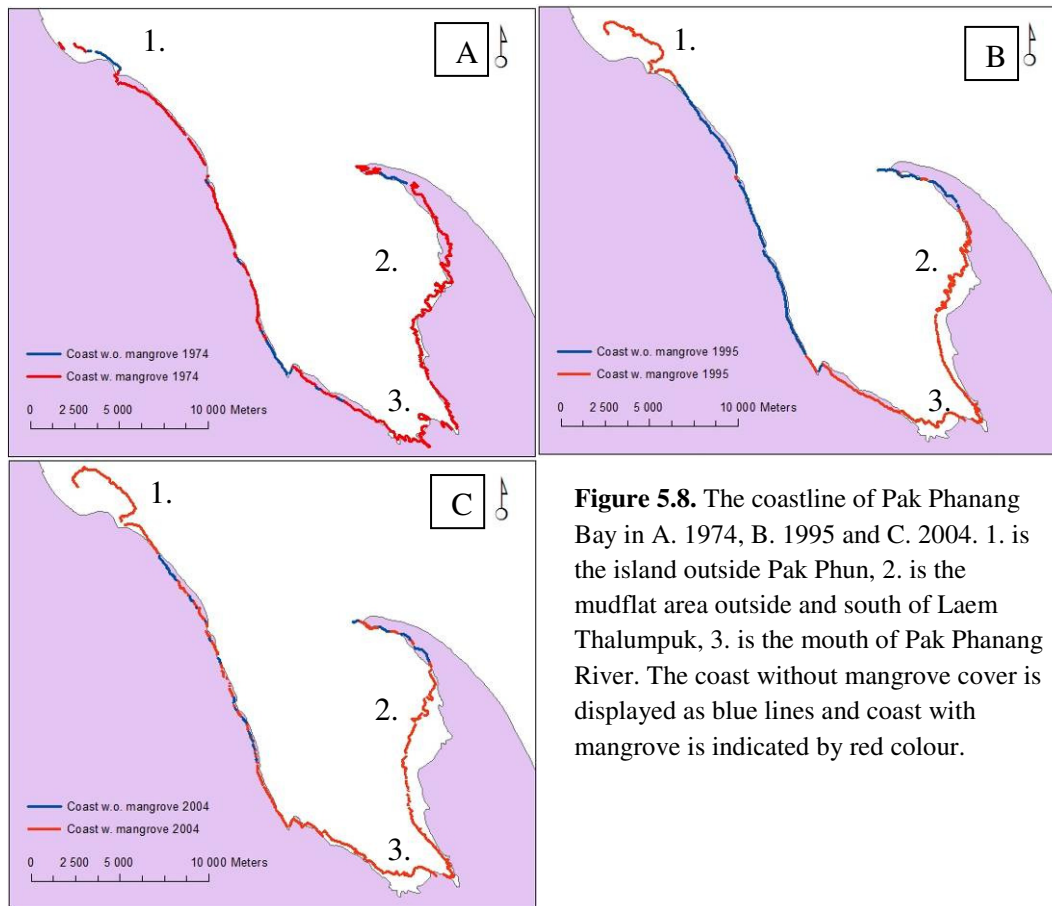 1.
A
2.
3.
Coast w.o. mangrove 1974
Coast w. mangrove 1974
0 2 500 5 000 10 000 Meters
1.
B
2.
3.
Coast w.o. mangrove 1995
Coast w. mangrove 1995
0 2 500 5 000 10 000 Meters
1.
C
2.
3.
Coast w.o. mangrove 2004
Coast w. mangrove 2004
0 2 500 5 000 10 000 Meters
Figure 5.8. The coastline of Pak Phanang
Bay in A. 1974, B. 1995 and C. 2004. 1. is
the island outside Pak Phun, 2. is the
mudflat area outside and south of Laem
Thalumpuk, 3. is the mouth of Pak Phanang
River. The coast without mangrove cover is
displayed as blue lines and coast with
mangrove is indicated by red colour.